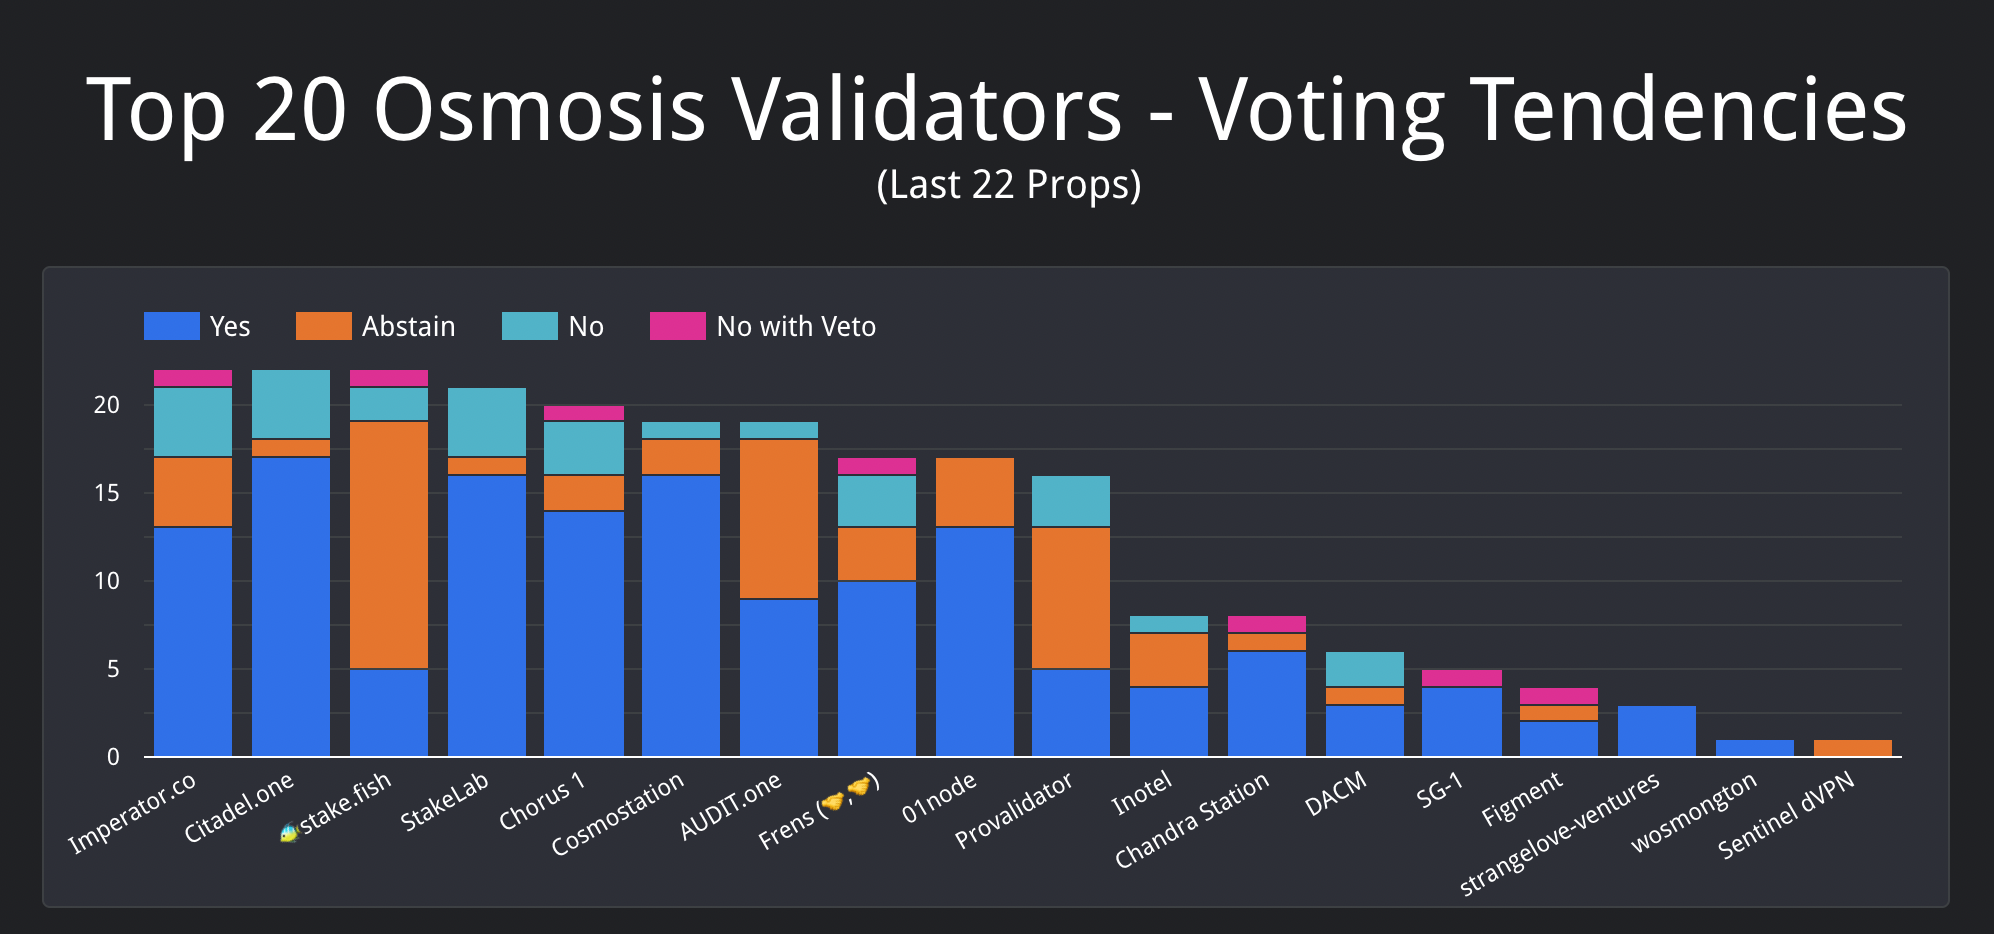 Top 20 Osmosis Validators - Voting Tendencies
(Last 22 Props)
Yes Abstain No No with Veto
20
15
10
5
0
Imperator.co
Citadel.one
🐠stake.fish
StakeLab
Chorus 1
Cosmostation
AUDIT.one
Frens (🤝,🤝)
01node
Provalidator
Inotel
Chandra Station
DACM
SG-1
Figment
strangelove-ventures
wosmongton
Sentinel dVPN